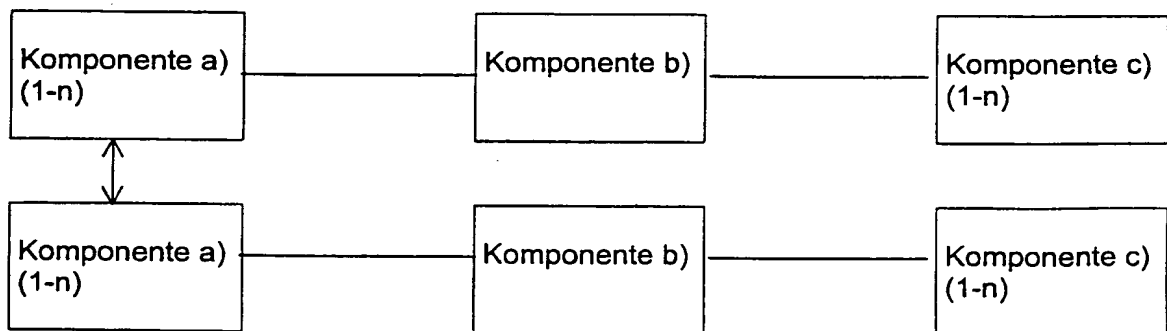 Komponente a)
(1-n)
Komponente b)
Komponente c)
(1-n)
Komponente a)
(1-n)
Komponente b)
Komponente c)
(1-n)